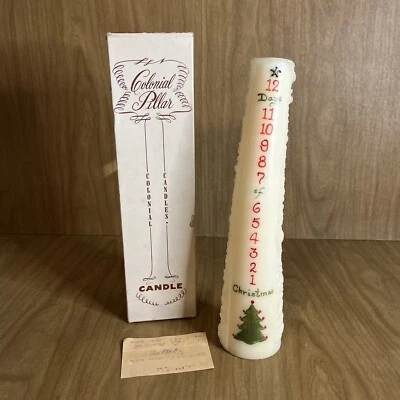 Colonial
Pillar
COLONIAL
CANDLES
CANDLE
12
Days
11
10
9
8
7
of
6
5
4
3
2
1
Christmas